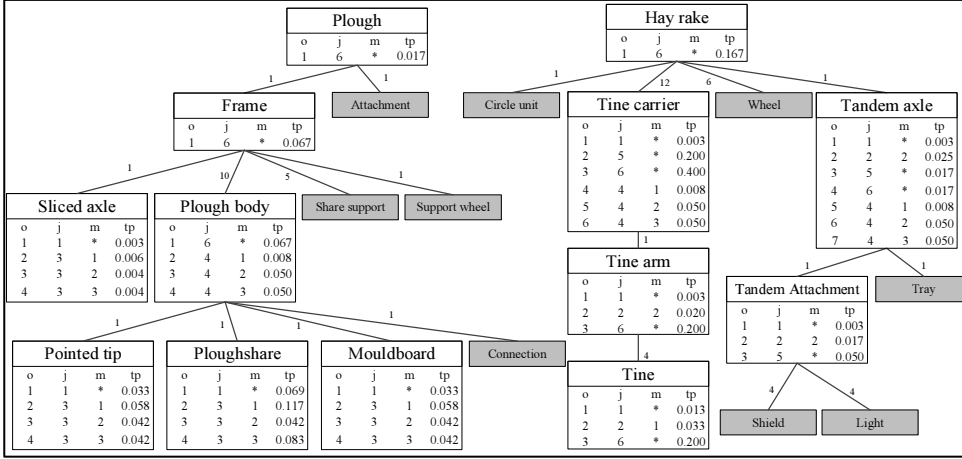 Plough
o j m tp
1 6 * 0.017
Hay rake
o j m tp
1 6 * 0.167
1
1
1
12
6
1
Frame
o j m tp
1 6 * 0.067
Attachment
Circle unit
Tine carrier
o j m tp
1 1 * 0.003
2 5 * 0.200
3 6 * 0.400
4 4 1 0.008
5 4 2 0.050
6 4 3 0.050
Wheel
Tandem axle
o j m tp
1 1 * 0.003
2 2 2 0.025
3 5 * 0.017
4 6 * 0.017
5 4 1 0.008
6 4 2 0.050
7 4 3 0.050
1
10
5
1
Sliced axle
o j m tp
1 1 * 0.003
2 3 1 0.006
3 3 2 0.004
4 3 3 0.004
Plough body
o j m tp
1 6 * 0.067
2 4 1 0.008
3 4 2 0.050
4 4 3 0.050
Share support
Support wheel
1
Tine arm
o j m tp
1 1 * 0.003
2 2 2 0.020
3 6 * 0.200
1
1
Tandem Attachment
o j m tp
1 1 * 0.003
2 2 2 0.017
3 5 * 0.050
Tray
1
1
1
1
Pointed tip
o j m tp
1 1 * 0.033
2 3 1 0.058
3 3 2 0.042
4 3 3 0.042
Ploughshare
o j m tp
1 1 * 0.069
2 3 1 0.117
3 3 2 0.042
4 3 3 0.083
Mouldboard
o j m tp
1 1 * 0.033
2 3 1 0.058
3 3 2 0.042
4 3 3 0.042
Connection
4
Tine
o j m tp
1 1 * 0.013
2 2 1 0.033
3 6 * 0.200
4
4
Shield
Light